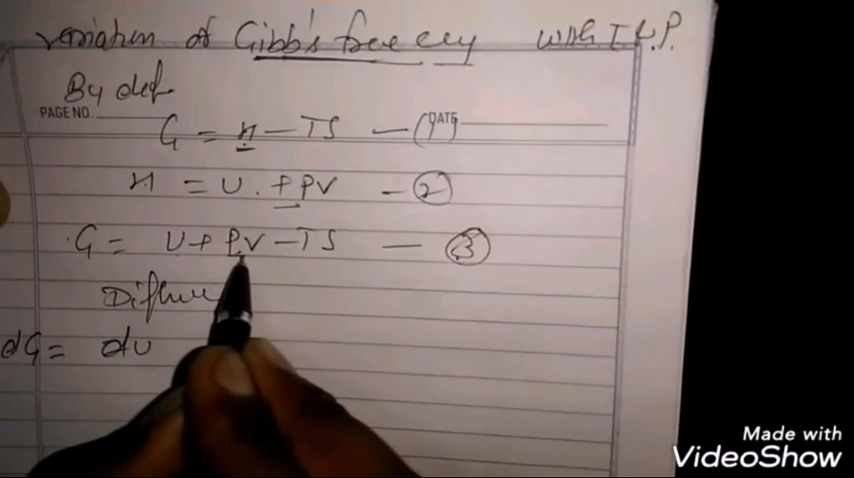 variation of Gibb's free egy with T & P.
By def
PAGE NO. DATE
G = H - TS - (1)
H = U + PV - (2)
G = U + PV - TS - (3)
dG = dU
Made with
VideoShow